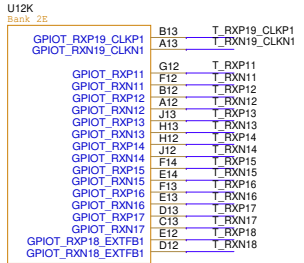 U12K
Bank 2E
GPIOT_RXP19_CLKP1 B13 T_RXP19_CLKP1
GPIOT_RXN19_CLKN1 A13 T_RXN19_CLKN1
GPIOT_RXP11 G12 T_RXP11
GPIOT_RXN11 F12 T_RXN11
GPIOT_RXP12 B12 T_RXP12
GPIOT_RXN12 A12 T_RXN12
GPIOT_RXP13 J13 T_RXP13
GPIOT_RXN13 H13 T_RXN13
GPIOT_RXP14 H12 T_RXP14
GPIOT_RXN14 J12 T_RXN14
GPIOT_RXP15 F14 T_RXP15
GPIOT_RXN15 E14 T_RXN15
GPIOT_RXP16 F13 T_RXP16
GPIOT_RXN16 E13 T_RXN16
GPIOT_RXP17 D13 T_RXP17
GPIOT_RXN17 C13 T_RXN17
GPIOT_RXP18_EXTFB1 E12 T_RXP18
GPIOT_RXN18_EXTFB1 D12 T_RXN18